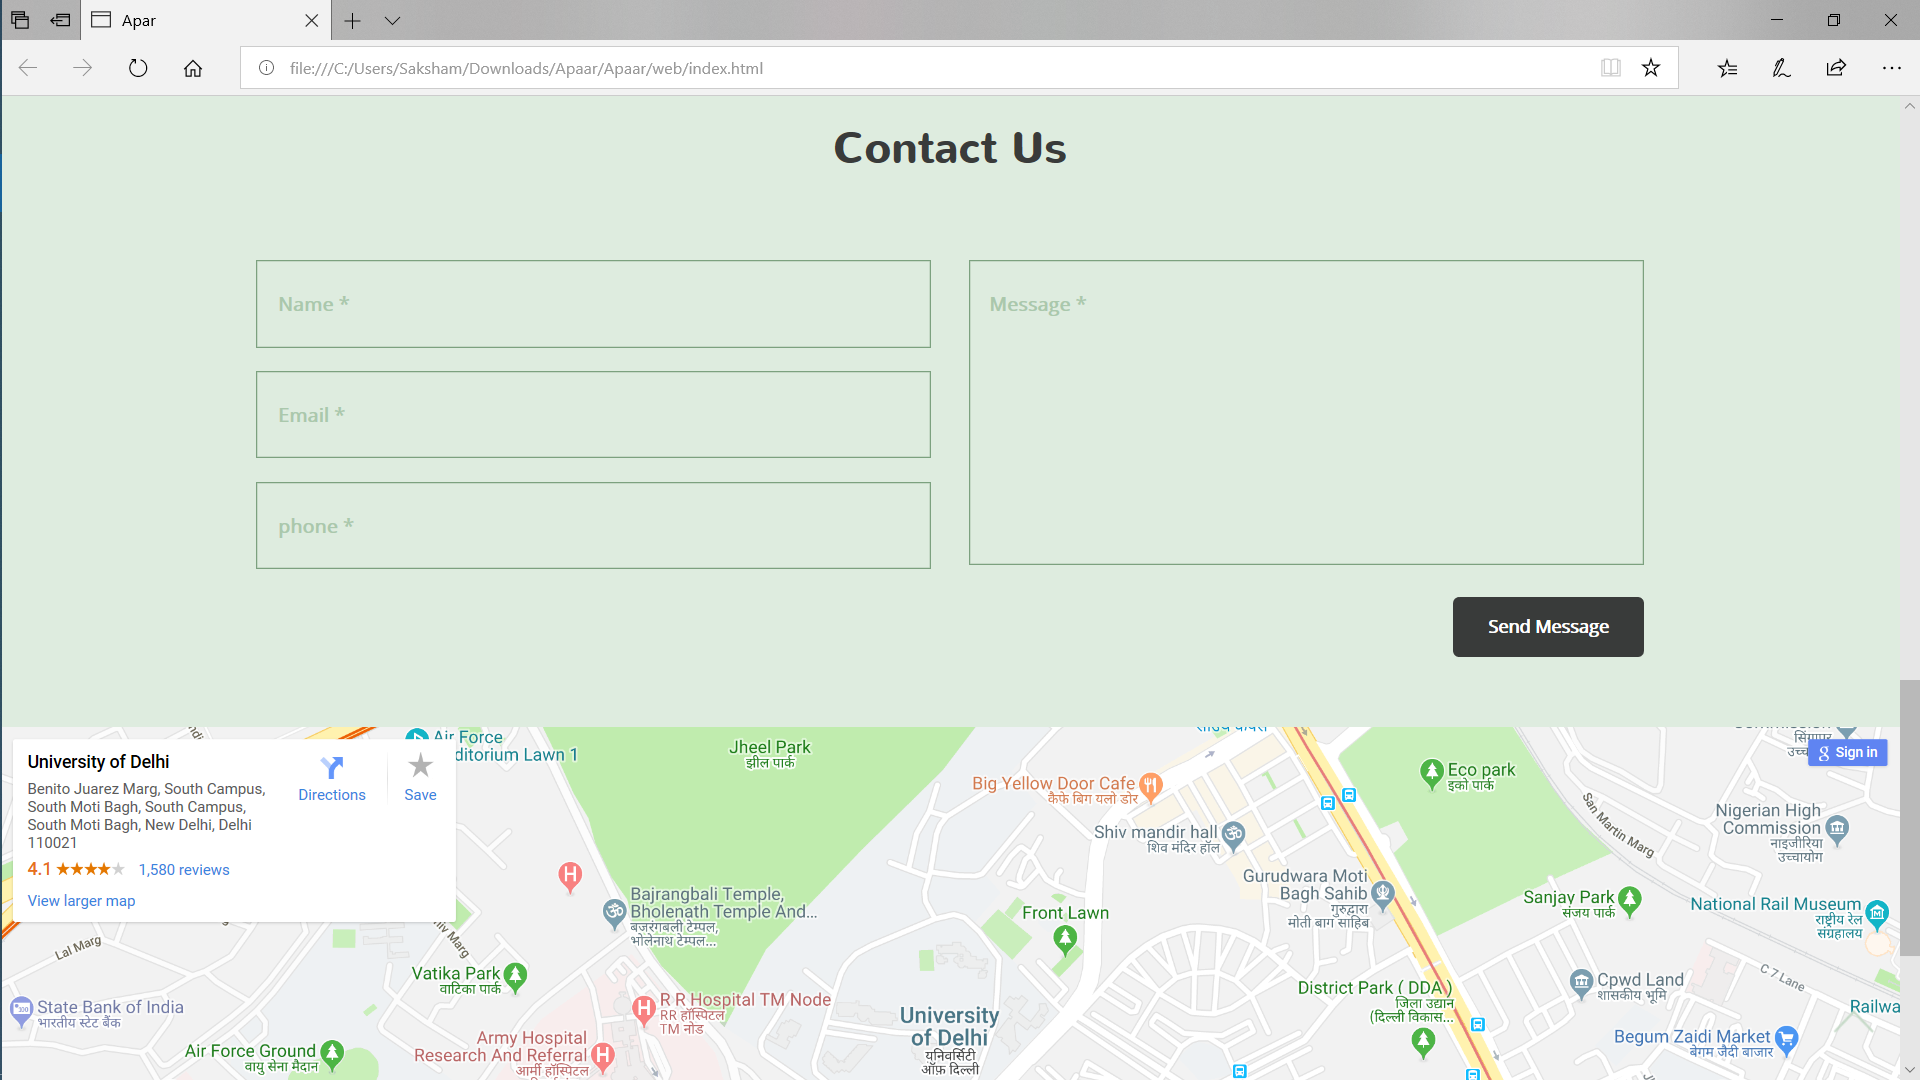 Apar
file:///C:/Users/Saksham/Downloads/Apaar/Apaar/web/index.html
Contact Us
Name *
Message *
Email *
phone *
Send Message
University of Delhi
Benito Juarez Marg, South Campus,
South Moti Bagh, South Campus,
South Moti Bagh, New Delhi, Delhi
110021
4.1
1,580 reviews
View larger map
Directions
Save
Sign in
Air Force
ditorium Lawn 1
Jheel Park
झील पार्क
Big Yellow Door Cafe
कैफे बिग यलो डोर
Shiv mandir hall
शिव मंदिर हॉल
Eco park
इको पार्क
San Martin Marg
Nigerian High
Commission
नाइजीरिया
उच्चायोग
Gurudwara Moti
Bagh Sahib
गुरुद्वारा
मोती बाग साहिब
Sanjay Park
संजय पार्क
National Rail Museum
राष्ट्रीय रेल
संग्रहालय
Bajrangbali Temple,
Bholenath Temple And...
बजरंगबली टेम्पल,
भोलेनाथ टेम्पल...
Front Lawn
Lal Marg
Vatika Park
वाटिका पार्क
State Bank of India
भारतीय स्टेट बैंक
R R Hospital TM Node
RR हॉस्पिटल
TM नोड
Army Hospital
Research And Referral
आर्मी हॉस्पिटल
Air Force Ground
वायु सेना मैदान
University
of Delhi
यूनिवर्सिटी
ऑफ़ दिल्ली
District Park ( DDA )
जिला उद्यान
(दिल्ली विकास...
Cpwd Land
शासकीय भूमि
C 7 Lane
Railwa
Begum Zaidi Market
बेगम जैदी बाजार